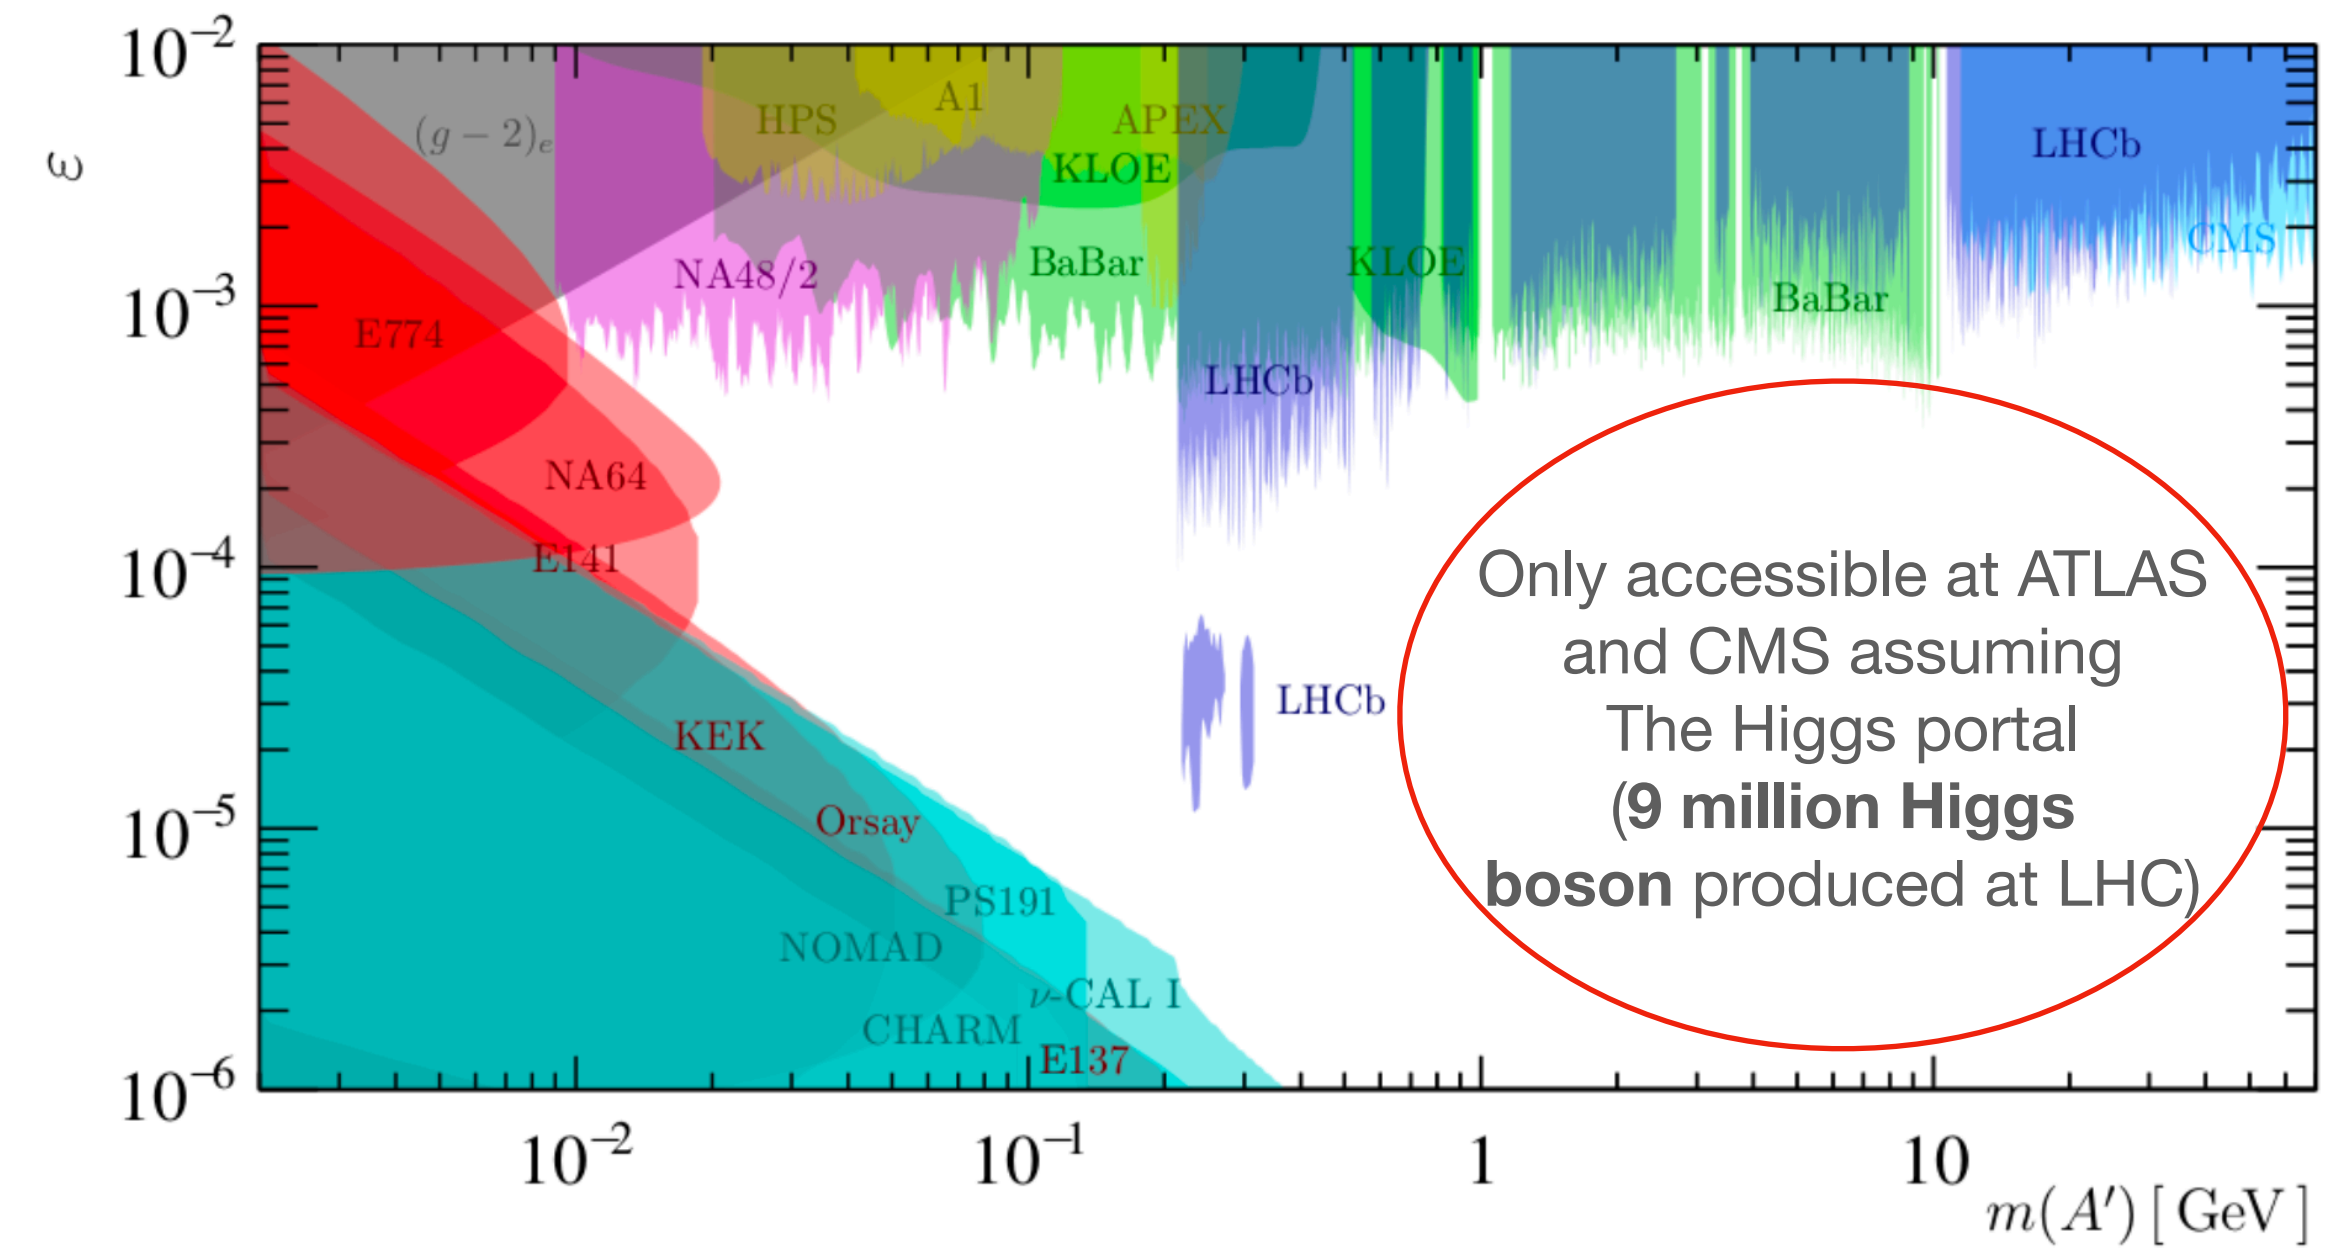 10⁻²
10⁻³
10⁻⁴
10⁻⁵
10⁻⁶
ε
(g − 2)ₑ
HPS
A1
APEX
KLOE
LHCb
CMS
NA48/2
BaBar
KLOE
BaBar
E774
LHCb
NA64
E141
LHCb
KEK
Orsay
PS191
NOMAD
ν-CAL I
CHARM
E137
Only accessible at ATLAS
and CMS assuming
The Higgs portal
(9 million Higgs
boson produced at LHC)
10⁻² 10⁻¹ 1 10
m(A′) [ GeV ]